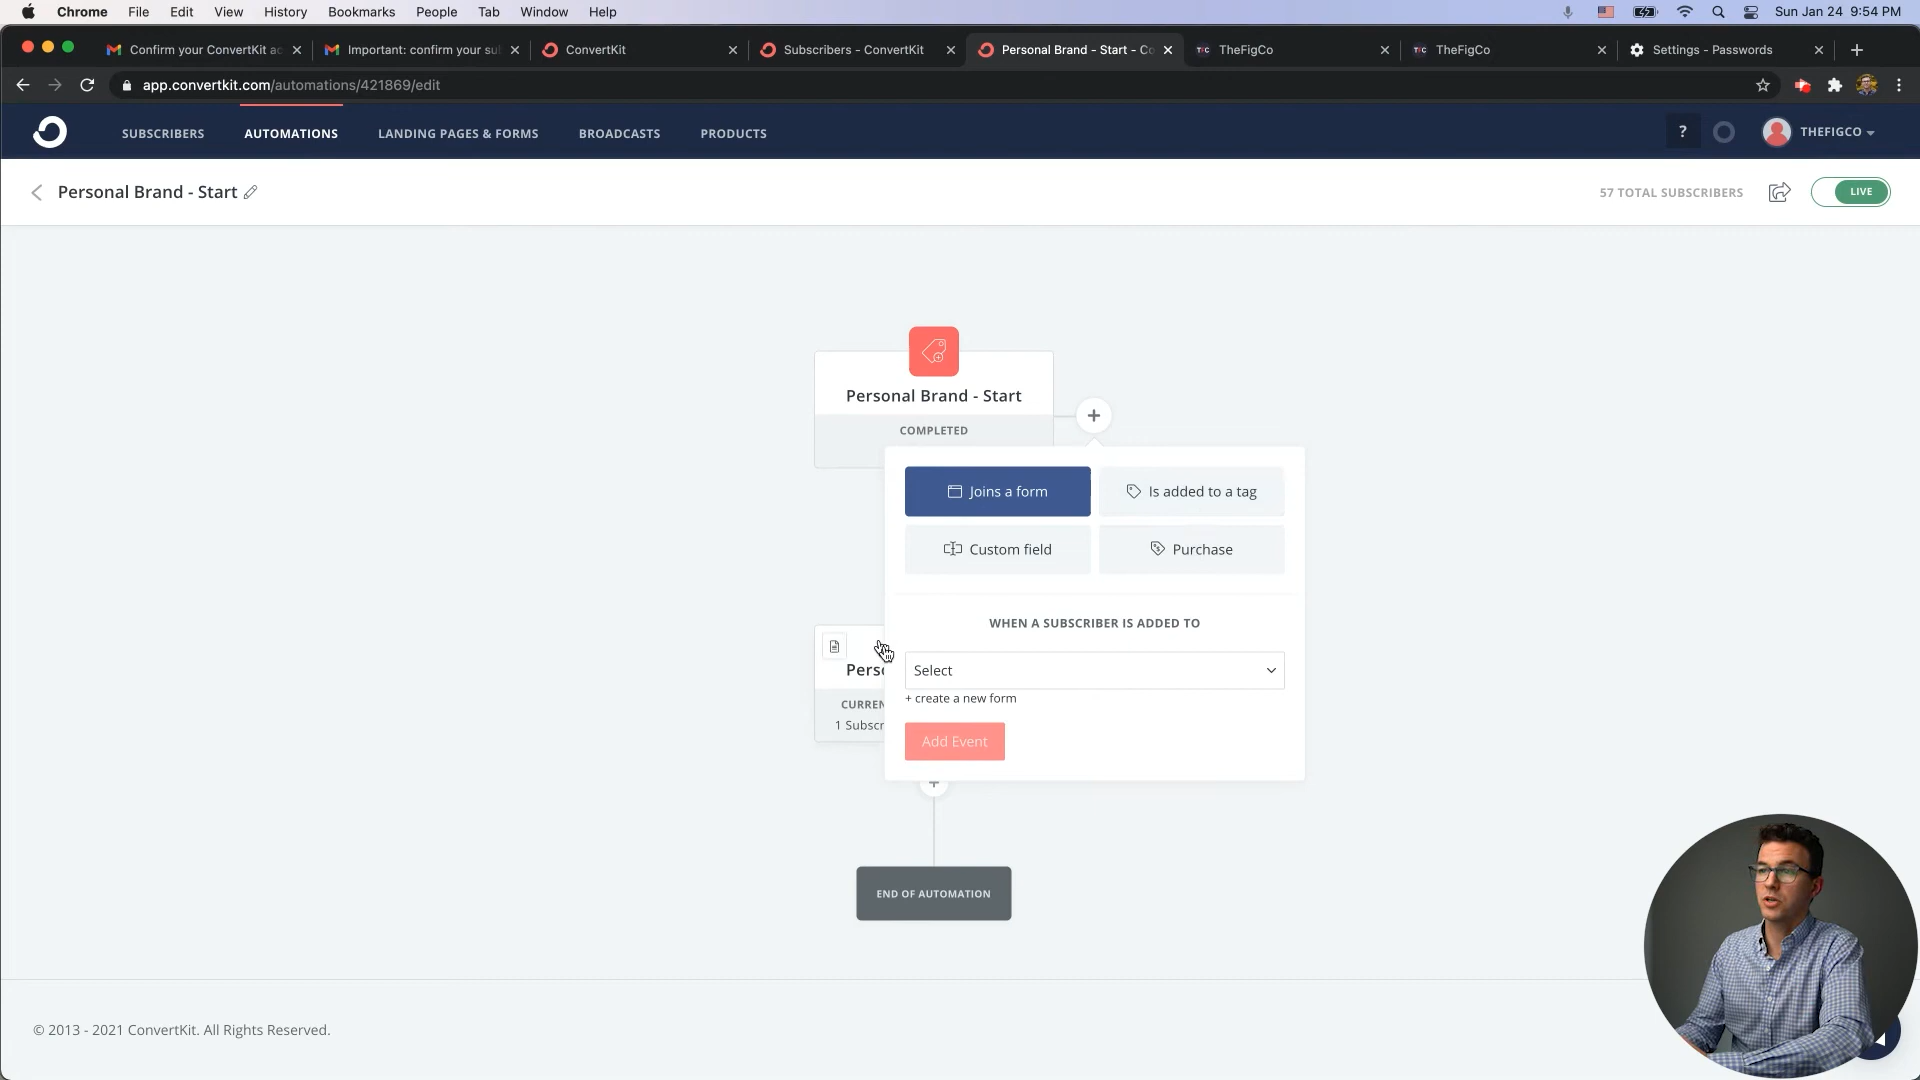 Chrome File Edit View History Bookmarks People Tab Window Help Sun Jan 24 9:54 PM
Confirm your ConvertKit ac Important: confirm your su ConvertKit Subscribers - ConvertKit Personal Brand - Start - Co TheFigCo TheFigCo Settings - Passwords
app.convertkit.com/automations/421869/edit
SUBSCRIBERS AUTOMATIONS LANDING PAGES & FORMS BROADCASTS PRODUCTS ? THEFIGCO
Personal Brand - Start 57 TOTAL SUBSCRIBERS LIVE
Personal Brand - Start
COMPLETED
Joins a form Is added to a tag
Custom field Purchase
WHEN A SUBSCRIBER IS ADDED TO
Perso
Select
+ create a new form
CURREN
1 Subscr
Add Event
END OF AUTOMATION
© 2013 - 2021 ConvertKit. All Rights Reserved.